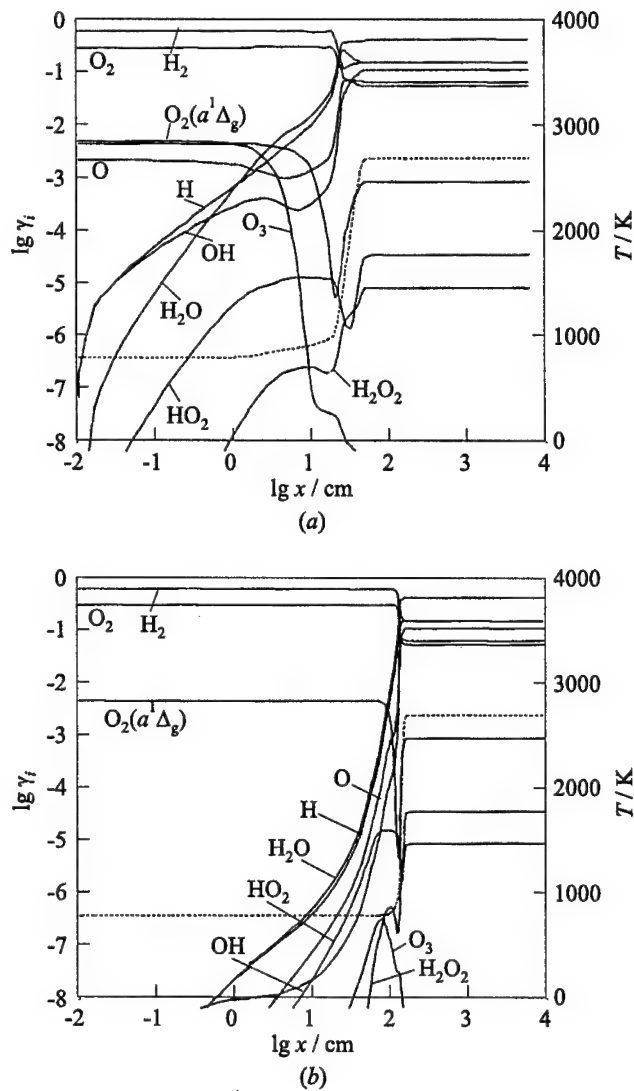 0
-1
-2
-3
-4
-5
-6
-7
-8
lg γᵢ
4000
3000
2000
1000
0
T / K
O₂
H₂
O₂(a¹Δg)
O
H
OH
O₃
H₂O
HO₂
H₂O₂
-2 -1 0 1 2 3 4
lg x / cm
(a)
0
-1
-2
-3
-4
-5
-6
-7
-8
lg γᵢ
4000
3000
2000
1000
0
T / K
O₂
H₂
O₂(a¹Δg)
O
H
H₂O
HO₂
OH
O₃
H₂O₂
-2 -1 0 1 2 3 4
lg x / cm
(b)